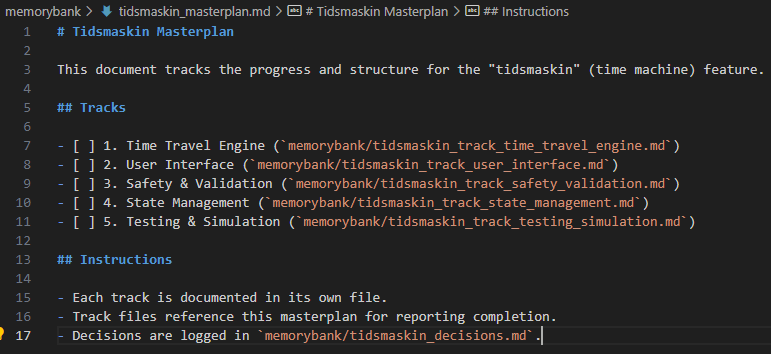 memorybank > tidsmaskin_masterplan.md > # Tidsmaskin Masterplan > ## Instructions
1 # Tidsmaskin Masterplan
2
3 This document tracks the progress and structure for the "tidsmaskin" (time machine) feature.
4
5 ## Tracks
6
7 - [ ] 1. Time Travel Engine (`memorybank/tidsmaskin_track_time_travel_engine.md`)
8 - [ ] 2. User Interface (`memorybank/tidsmaskin_track_user_interface.md`)
9 - [ ] 3. Safety & Validation (`memorybank/tidsmaskin_track_safety_validation.md`)
10 - [ ] 4. State Management (`memorybank/tidsmaskin_track_state_management.md`)
11 - [ ] 5. Testing & Simulation (`memorybank/tidsmaskin_track_testing_simulation.md`)
12
13 ## Instructions
14
15 - Each track is documented in its own file.
16 - Track files reference this masterplan for reporting completion.
17 - Decisions are logged in `memorybank/tidsmaskin_decisions.md`.